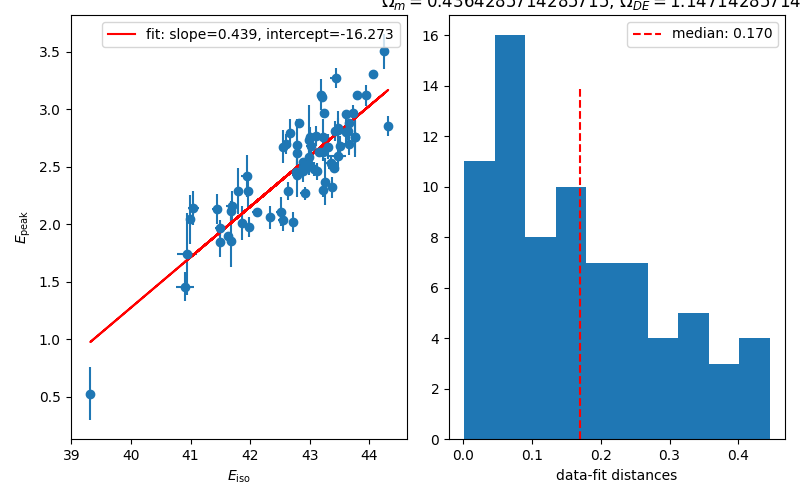 Ω_m = 0.4364285714285715, Ω_DE = 1.14714285714
fit: slope=0.439, intercept=-16.273
median: 0.170
3.5
3.0
2.5
2.0
1.5
1.0
0.5
E_peak
39 40 41 42 43 44
E_iso
16
14
12
10
8
6
4
2
0
0.0 0.1 0.2 0.3 0.4
data-fit distances